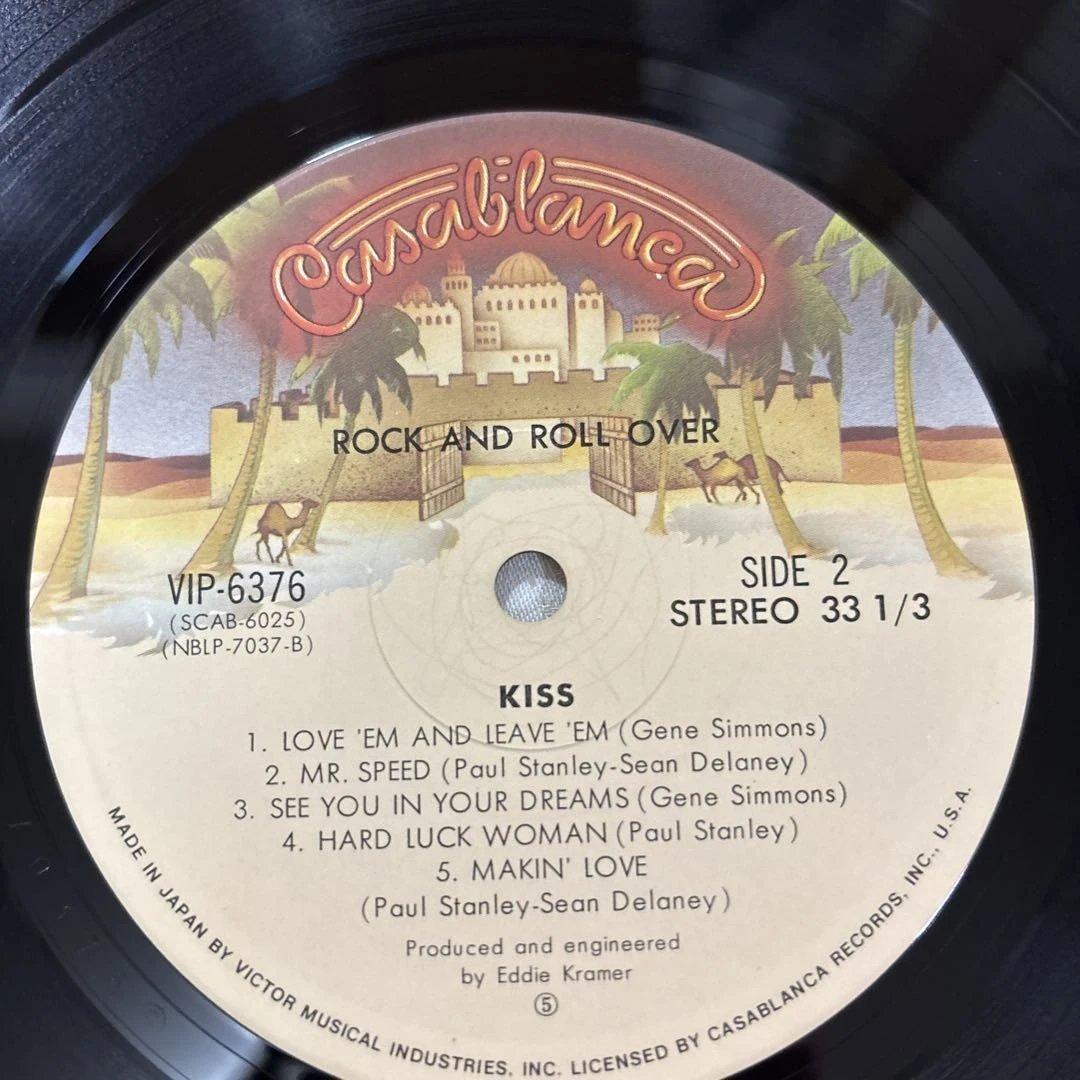 Casablanca
ROCK AND ROLL OVER
VIP-6376
(SCAB-6025)
(NBLP-7037-B)
SIDE 2
STEREO 33 1/3
KISS
1. LOVE 'EM AND LEAVE 'EM (Gene Simmons)
2. MR. SPEED (Paul Stanley-Sean Delaney)
3. SEE YOU IN YOUR DREAMS (Gene Simmons)
4. HARD LUCK WOMAN (Paul Stanley)
5. MAKIN' LOVE
(Paul Stanley-Sean Delaney)
Produced and engineered
by Eddie Kramer
⑤
MADE IN JAPAN BY VICTOR MUSICAL INDUSTRIES, INC. LICENSED BY CASABLANCA RECORDS, INC., U.S.A.